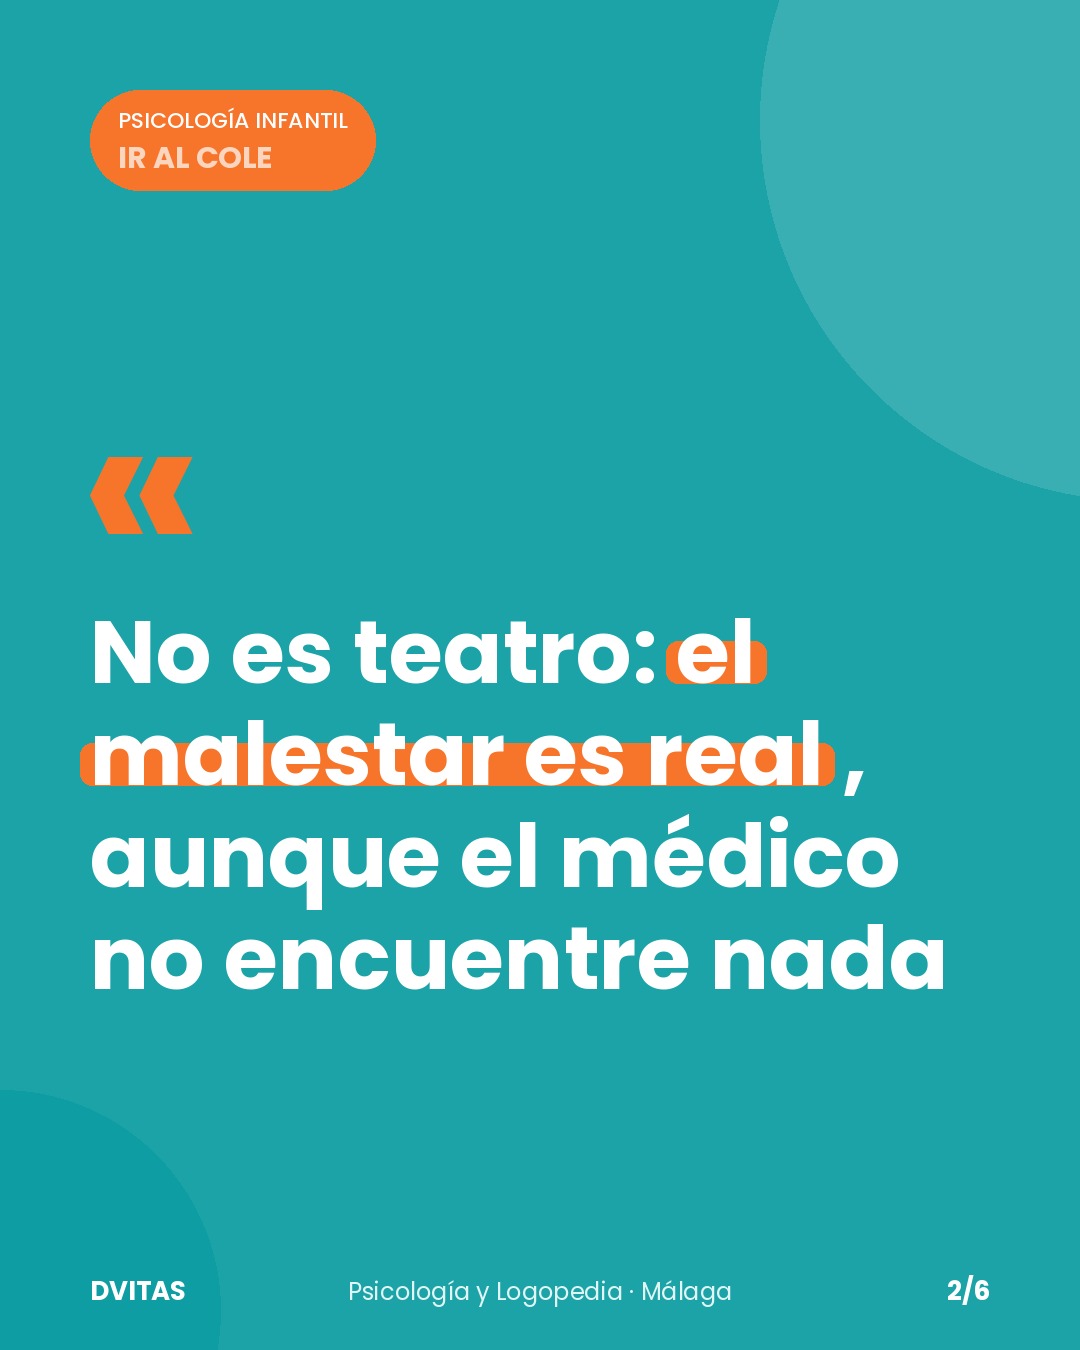 PSICOLOGÍA INFANTIL
IR AL COLE
«
No es teatro: el
malestar es real ,
aunque el médico
no encuentre nada
DVITAS
Psicología y Logopedia · Málaga
2/6